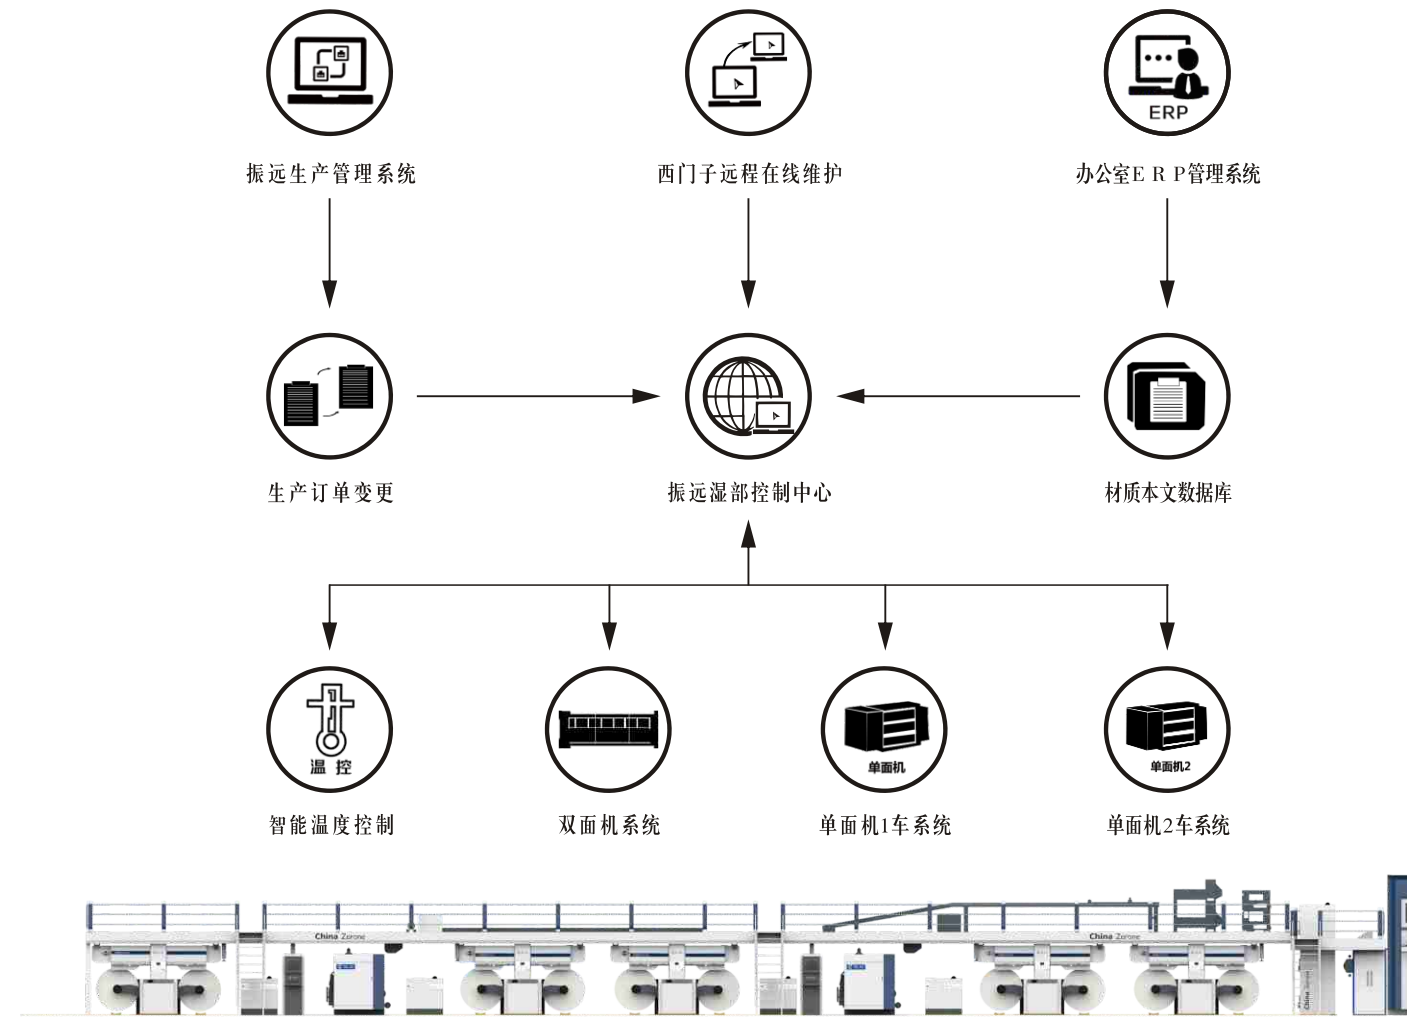 ERP
振远生产管理系统
西门子远程在线维护
办公室ERP管理系统
生产订单变更
振远湿部控制中心
材质本文数据库
温控
单面机
单面机2
智能温度控制
双面机系统
单面机1车系统
单面机2车系统
China Zerone
China Zerone
China Zerone